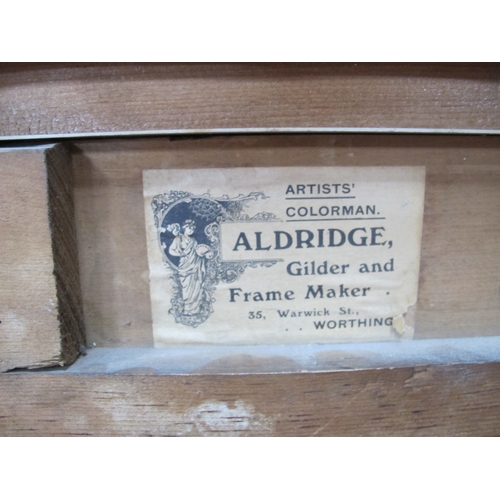 ARTISTS'
COLORMAN.
ALDRIDGE,
Gilder and
Frame Maker .
35, Warwick St.,
. . WORTHING